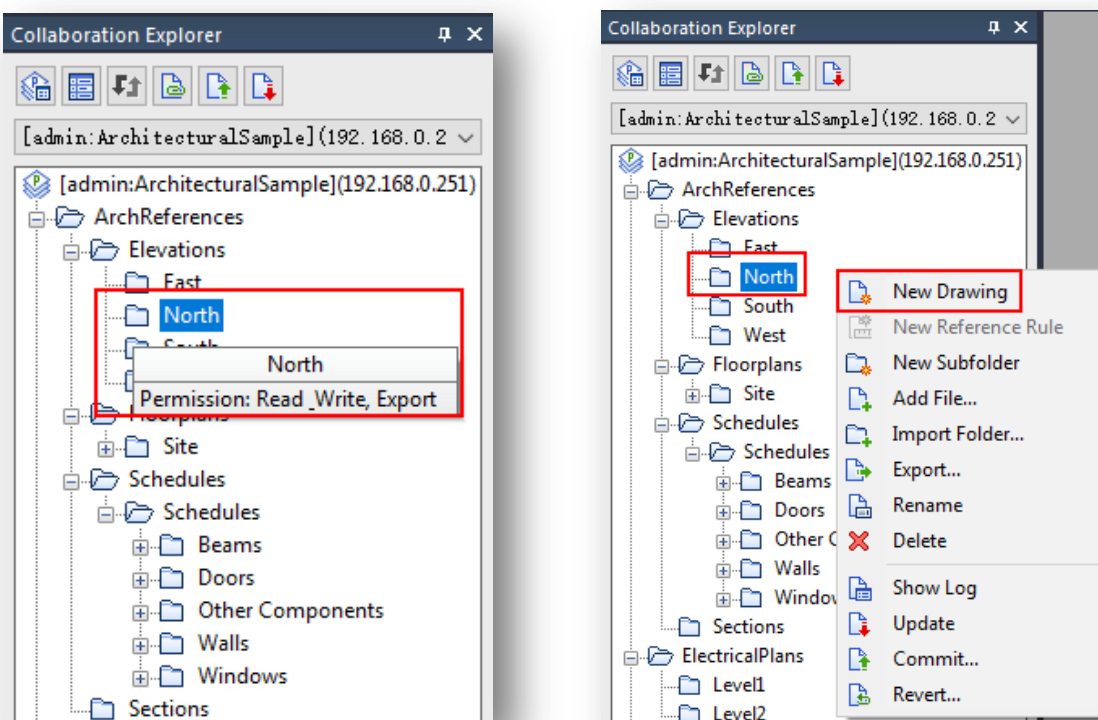 Collaboration Explorer
[admin:ArchitecturalSample](192.168.0.2
[admin:ArchitecturalSample](192.168.0.251)
ArchReferences
Elevations
East
North
North
Permission: Read _Write, Export
Site
Schedules
Schedules
Beams
Doors
Other Components
Walls
Windows
Sections
Collaboration Explorer
[admin:ArchitecturalSample](192.168.0.2
[admin:ArchitecturalSample](192.168.0.251)
ArchReferences
Elevations
East
North
South
West
Floorplans
Site
Schedules
Schedules
Beams
Doors
Other C
Walls
Window
Sections
ElectricalPlans
Level1
Level2
New Drawing
New Reference Rule
New Subfolder
Add File...
Import Folder...
Export...
Rename
Delete
Show Log
Update
Commit...
Revert...